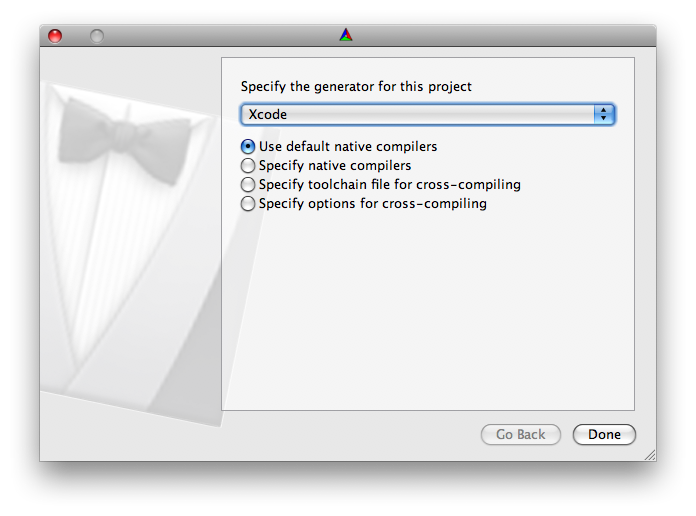 Specify the generator for this project
Xcode
Use default native compilers
Specify native compilers
Specify toolchain file for cross-compiling
Specify options for cross-compiling
Go Back Done